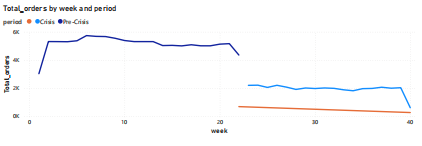 Total_orders by week and period
period Crisis Pre-Crisis
6K
4K
2K
0K
Total_orders
0 10 20 30 40
week